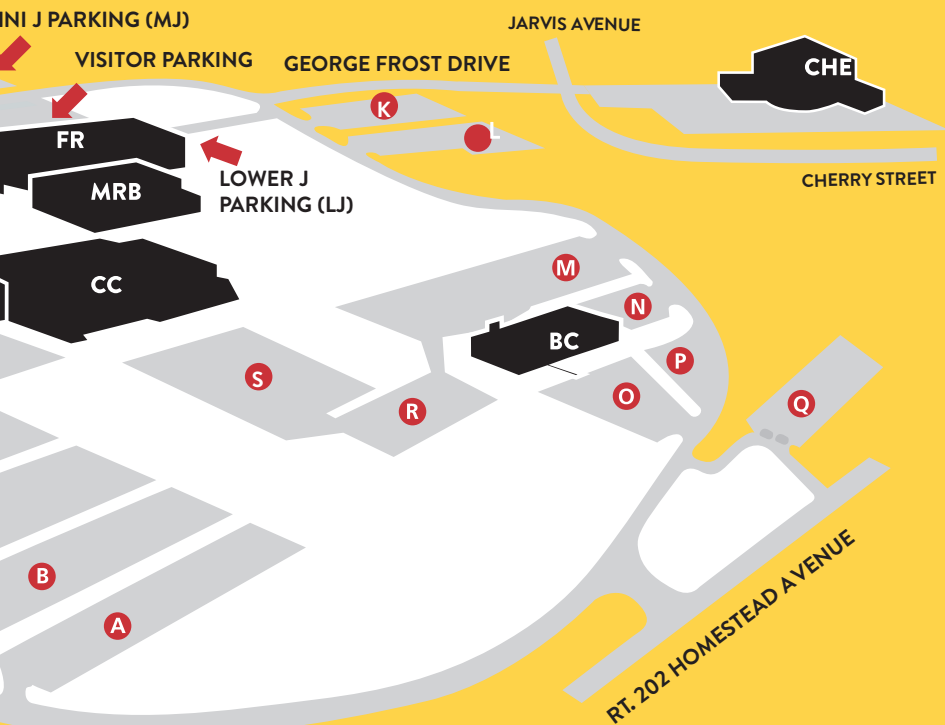 INI J PARKING (MJ)
JARVIS AVENUE
VISITOR PARKING
GEORGE FROST DRIVE
CHE
K
L
FR
LOWER J
PARKING (LJ)
CHERRY STREET
MRB
M
CC
N
BC
P
S
O
Q
R
B
A
RT. 202 HOMESTEAD AVENUE